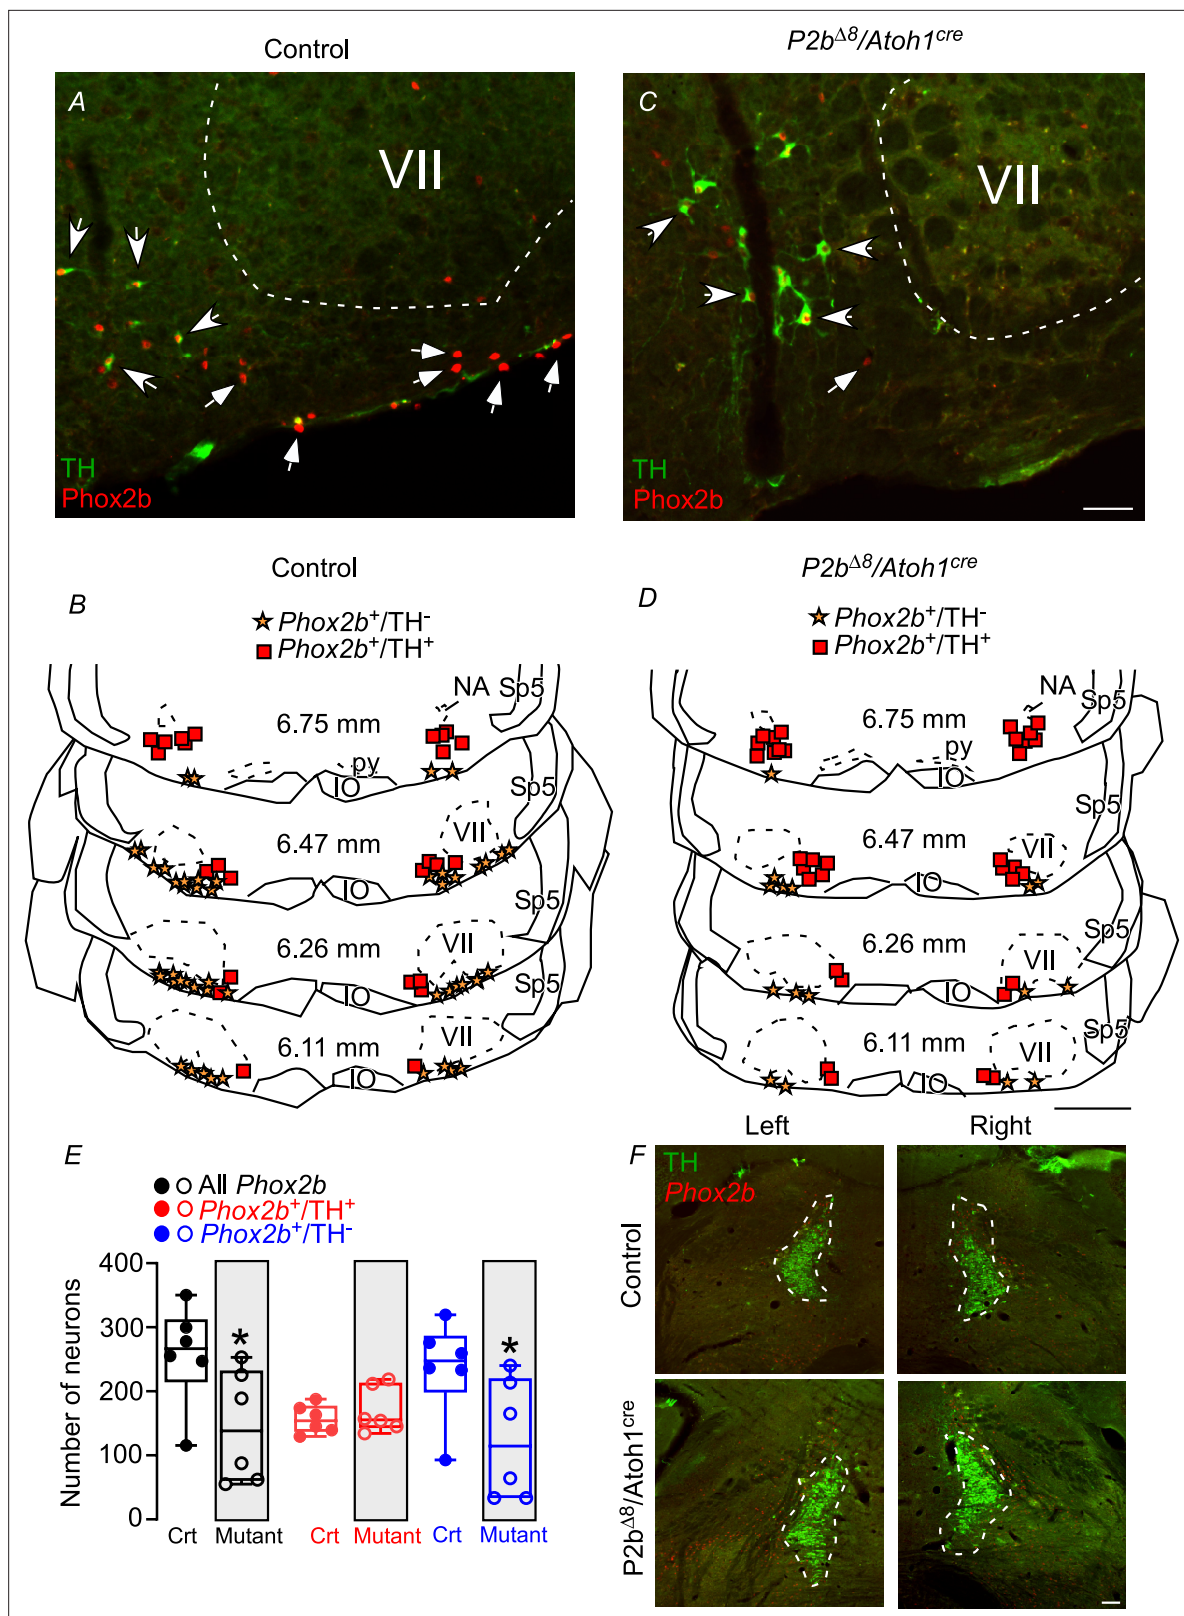 Control
P2bΔ8/Atoh1cre
A
VII
TH
Phox2b
C
VII
TH
Phox2b
Control
P2bΔ8/Atoh1cre
B
Phox2b+/TH-
Phox2b+/TH+
NA
Sp5
6.75 mm
py
IO
Sp5
VII
6.47 mm
IO
Sp5
VII
6.26 mm
IO
Sp5
VII
6.11 mm
IO
D
Phox2b+/TH-
Phox2b+/TH+
NA
Sp5
6.75 mm
py
IO
Sp5
6.47 mm
VII
IO
Sp5
6.26 mm
VII
IO
Sp5
6.11 mm
VII
IO
E
All Phox2b
Phox2b+/TH+
Phox2b+/TH-
Number of neurons
400
300
200
100
0
*
*
Crt
Mutant
Crt
Mutant
Crt
Mutant
F
Left
Right
TH
Phox2b
Control
P2bΔ8/Atoh1cre